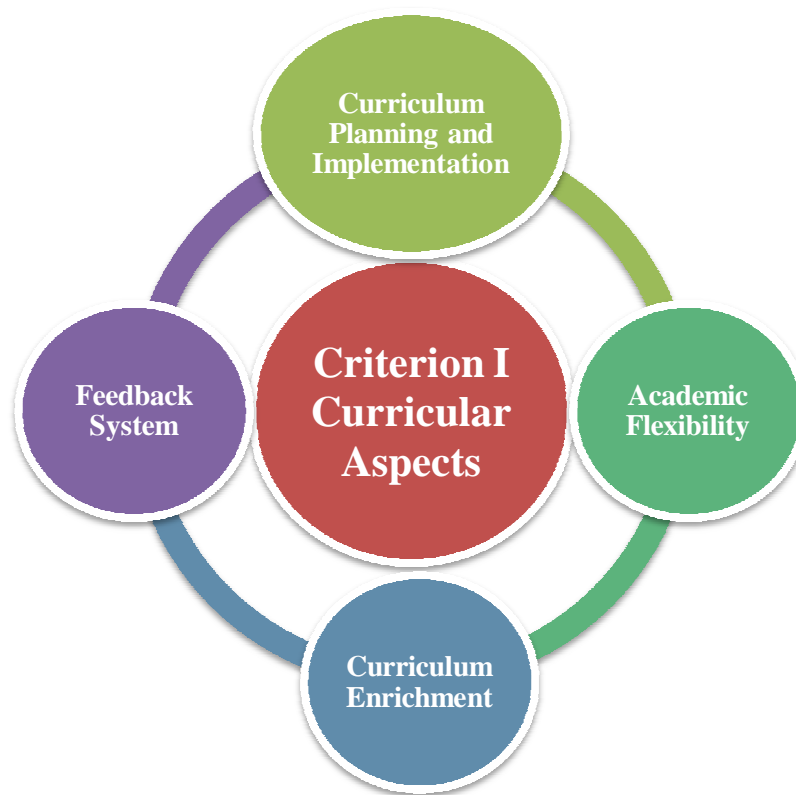 Curriculum
Planning and
Implementation
Criterion I
Curricular
Aspects
Feedback
System
Academic
Flexibility
Curriculum
Enrichment